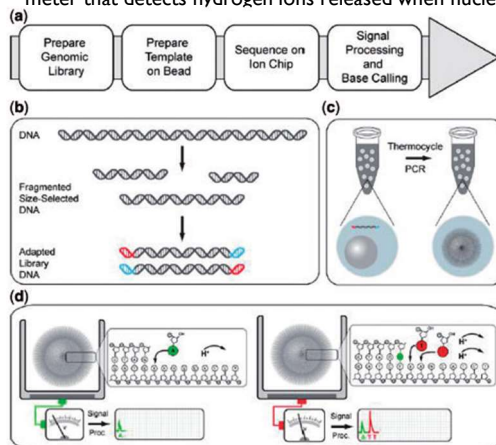 meter that detects hydrogen ions released when nucle
(a)
Prepare
Genomic
Library
Prepare
Template
on Bead
Sequence on
Ion Chip
Signal
Processing
and
Base Calling
(b)
DNA
Fragmented
Size-Selected
DNA
Adapted
Library
DNA
(c)
Thermocycle
PCR
(d)
H+
H+
Signal
Proc.
A
Signal
Proc.
A T T